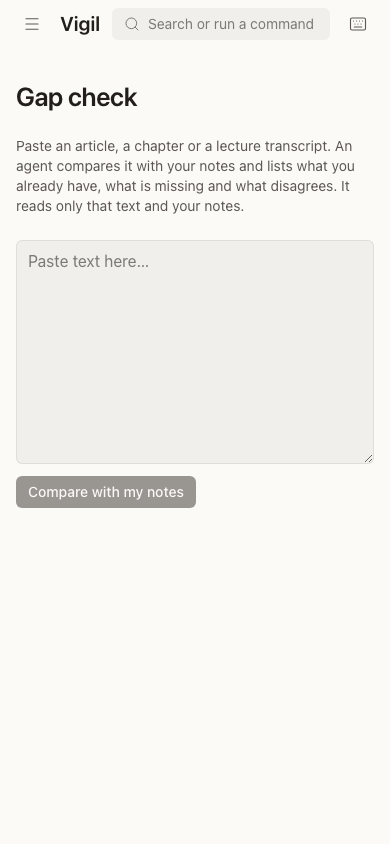 Vigil
Search or run a command
Gap check
Paste an article, a chapter or a lecture transcript. An
agent compares it with your notes and lists what you
already have, what is missing and what disagrees. It
reads only that text and your notes.
Paste text here...
Compare with my notes